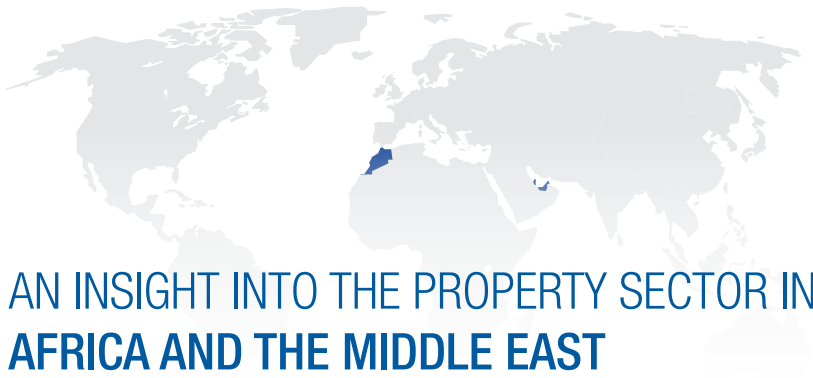 AN INSIGHT INTO THE PROPERTY SECTOR IN
AFRICA AND THE MIDDLE EAST